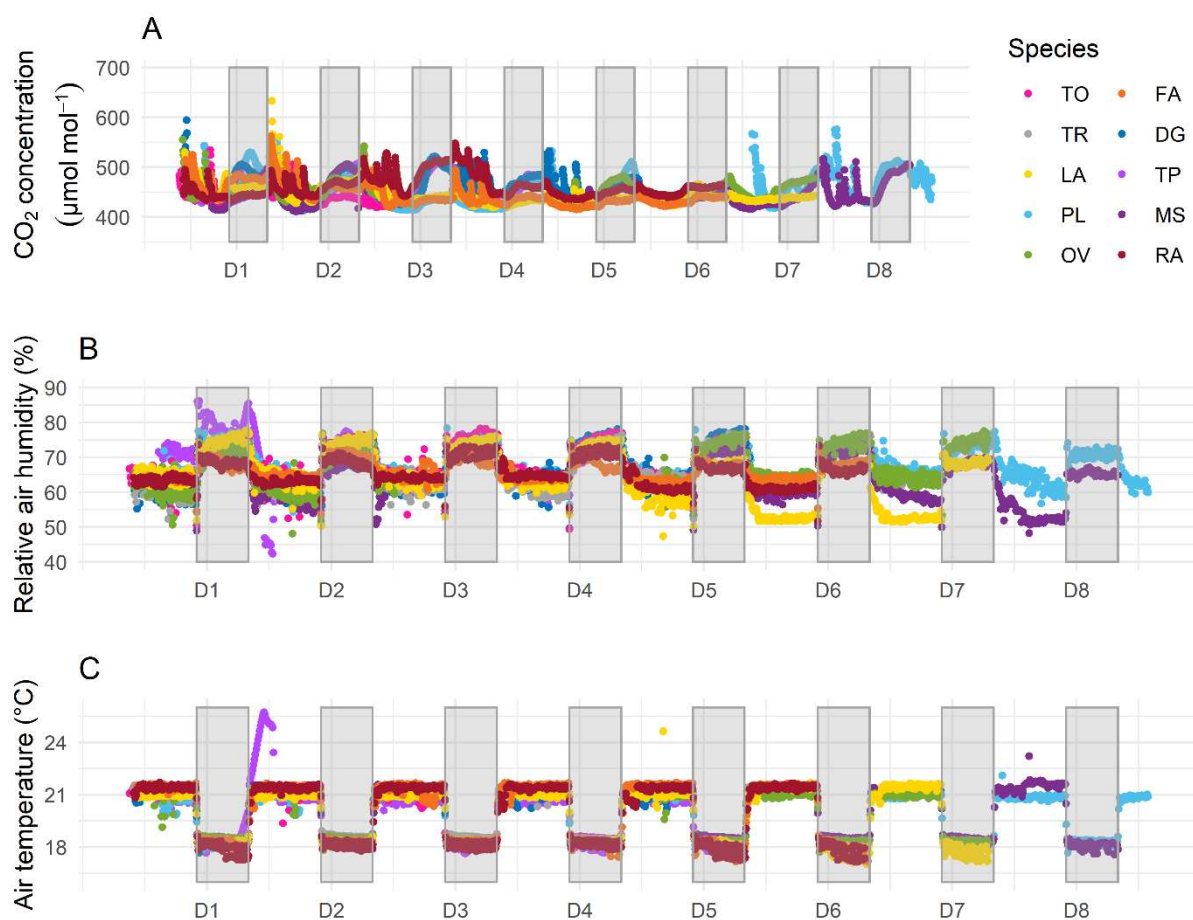 A
CO₂ concentration
(μmol mol⁻¹)
700
600
500
400
D1 D2 D3 D4 D5 D6 D7 D8
Species
TO FA
TR DG
LA TP
PL MS
OV RA
B
Relative air humidity (%)
90
80
70
60
50
40
D1 D2 D3 D4 D5 D6 D7 D8
C
Air temperature (°C)
24
21
18
D1 D2 D3 D4 D5 D6 D7 D8